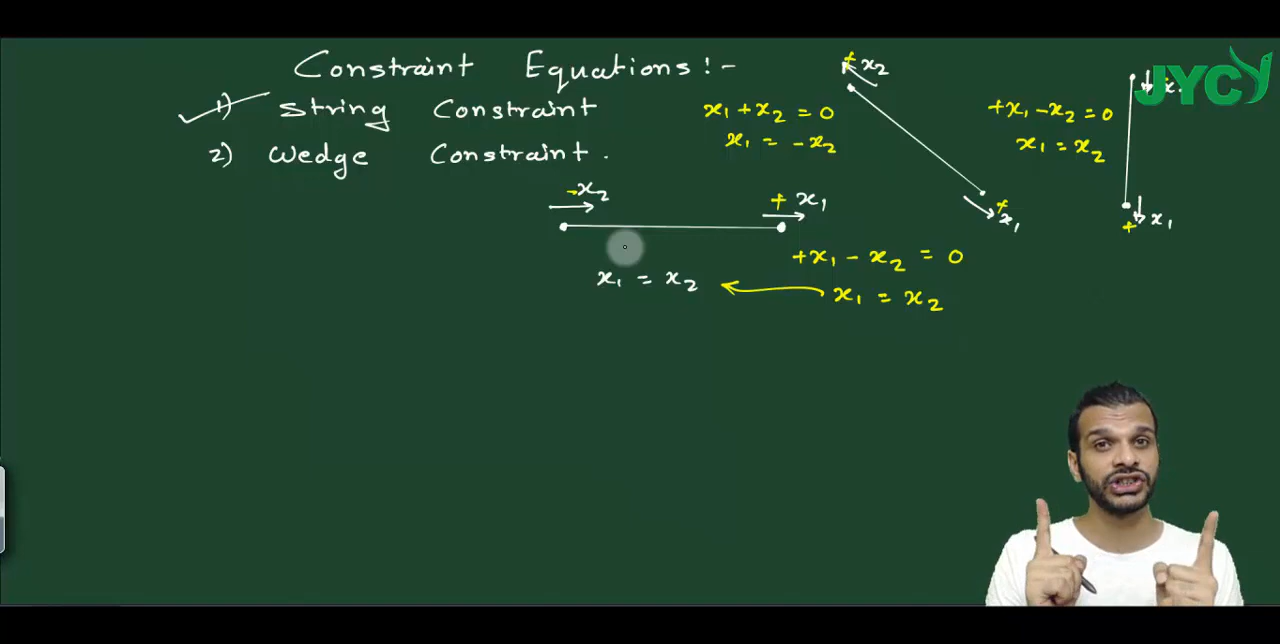 Constraint Equations :-
1) String Constraint
2) Wedge Constraint.
x₁ + x₂ = 0
x₁ = - x₂
+ x₂
+ x₁
+x₁ - x₂ = 0
x₁ = x₂
+ x₁
JYC
- x₂
+ x₁
x₁ = x₂
+x₁ - x₂ = 0
x₁ = x₂